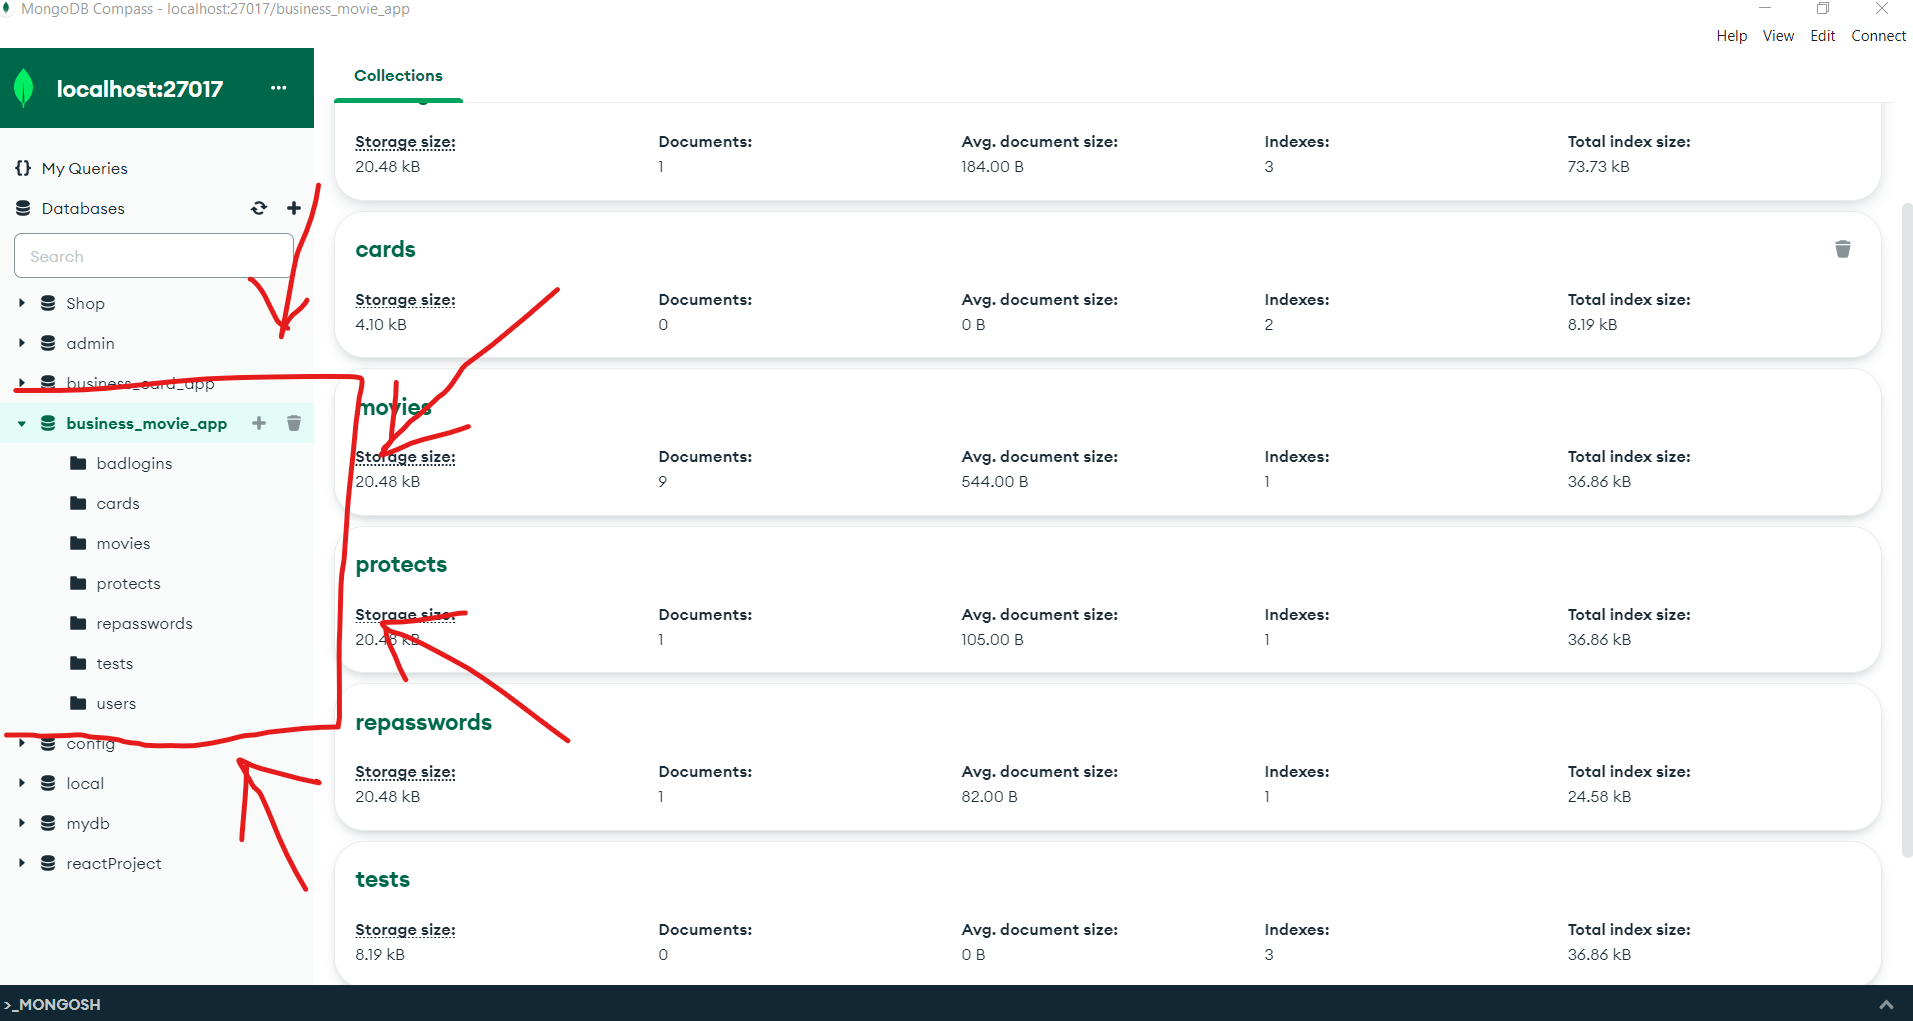 MongoDB Compass - localhost:27017/business_movie_app
Help View Edit Connect
localhost:27017 ...
My Queries
Databases
Search
Shop
admin
business_card_app
business_movie_app
badlogins
cards
movies
protects
repasswords
tests
users
config
local
mydb
reactProject
Collections
Storage size: Documents: Avg. document size: Indexes: Total index size:
20.48 kB 1 184.00 B 3 73.73 kB
cards
Storage size: Documents: Avg. document size: Indexes: Total index size:
4.10 kB 0 0 B 2 8.19 kB
movies
Storage size: Documents: Avg. document size: Indexes: Total index size:
20.48 kB 9 544.00 B 1 36.86 kB
protects
Storage size: Documents: Avg. document size: Indexes: Total index size:
20.48 kB 1 105.00 B 1 36.86 kB
repasswords
Storage size: Documents: Avg. document size: Indexes: Total index size:
20.48 kB 1 82.00 B 1 24.58 kB
tests
Storage size: Documents: Avg. document size: Indexes: Total index size:
8.19 kB 0 0 B 3 36.86 kB
>_MONGOSH